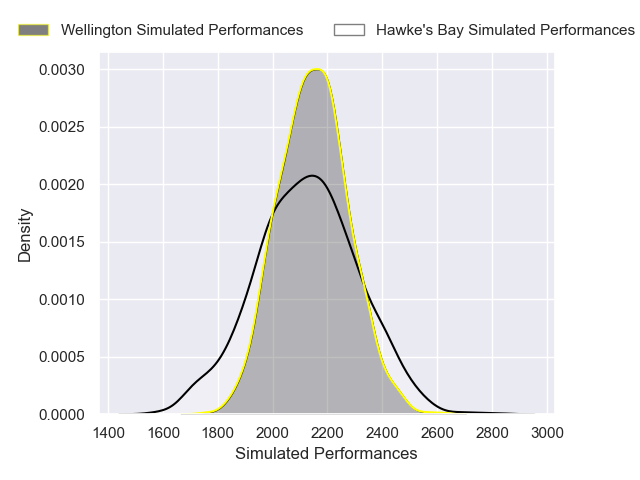 Wellington Simulated Performances
Hawke's Bay Simulated Performances
0.0030
0.0025
0.0020
0.0015
0.0010
0.0005
0.0000
Density
1400 1600 1800 2000 2200 2400 2600 2800 3000
Simulated Performances